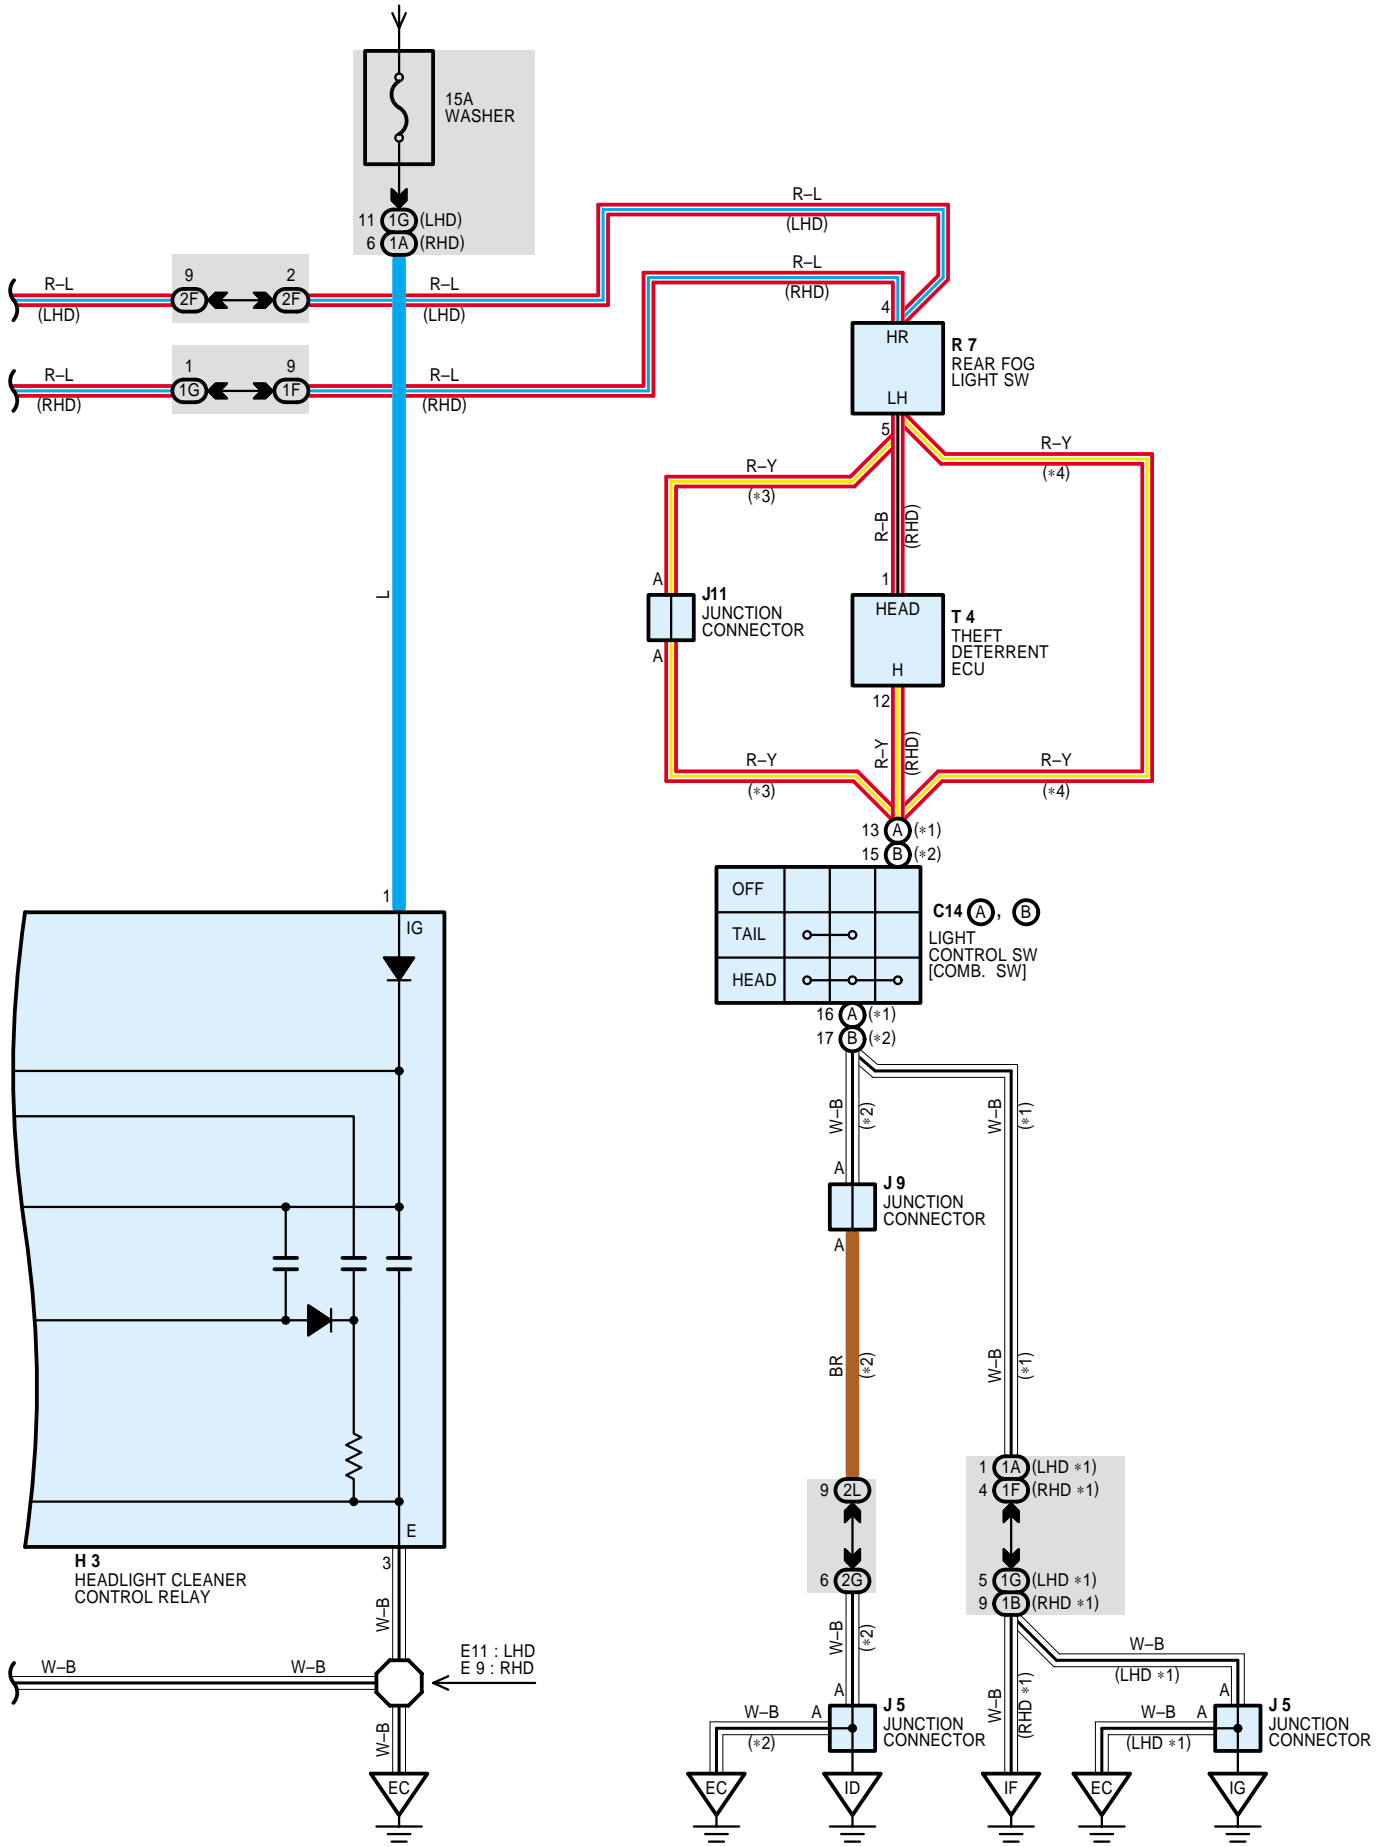 15A
WASHER
11 1G (LHD)
6 1A (RHD)
R–L
(LHD)
R–L
(RHD)
9 2
R–L
2F 2F
R–L
(LHD)
(LHD)
1 9
R–L
1G 1F
R–L
(RHD)
(RHD)
4
HR
LH
5
R 7
REAR FOG
LIGHT SW
R–Y
(∗3)
R–Y
(∗4)
R–B
(RHD)
L
A
J11
JUNCTION
CONNECTOR
A
1
HEAD
H
12
T 4
THEFT
DETERRENT
ECU
R–Y
(∗3)
R–Y
(RHD)
R–Y
(∗4)
13 A (∗1)
15 B (∗2)
OFF
TAIL
HEAD
C14 A , B
LIGHT
CONTROL SW
[COMB. SW]
16 A (∗1)
17 B (∗2)
1
IG
W–B
(∗2)
W–B
(∗1)
A
J 9
JUNCTION
CONNECTOR
A
BR
(∗2)
W–B
(∗1)
9 2L
1 1A (LHD ∗1)
4 1F (RHD ∗1)
6 2G
5 1G (LHD ∗1)
9 1B (RHD ∗1)
E
3
H 3
HEADLIGHT CLEANER
CONTROL RELAY
W–B
W–B
W–B
E11 : LHD
E 9 : RHD
W–B
EC
W–B
(∗2)
A
W–B
A
(∗2)
J 5
JUNCTION
CONNECTOR
W–B
(RHD ∗1)
W–B
(LHD ∗1)
A
W–B
A
(LHD ∗1)
J 5
JUNCTION
CONNECTOR
EC
ID
IF
EC
IG